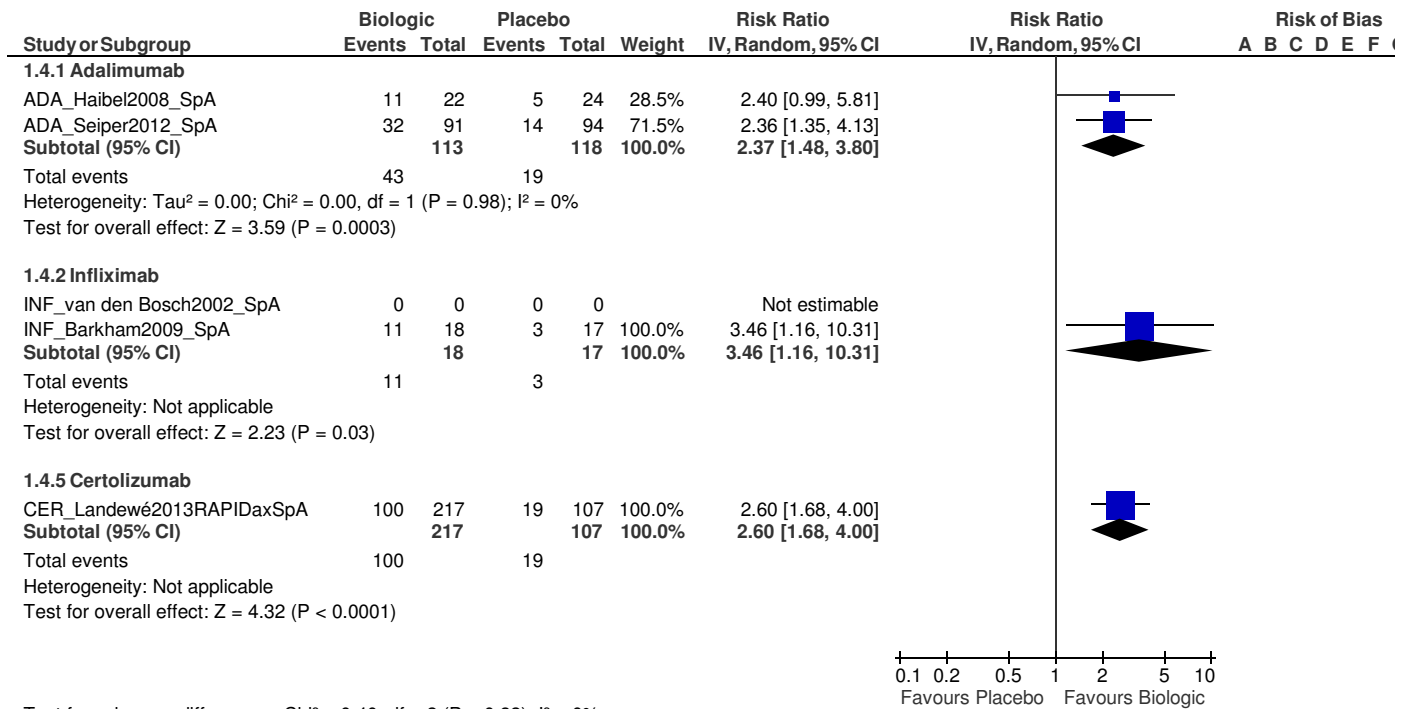 Biologic Placebo Risk Ratio Risk Ratio Risk of Bias
Study or Subgroup Events Total Events Total Weight IV, Random, 95% CI IV, Random, 95% CI A B C D E F
1.4.1 Adalimumab
ADA_Haibel2008_SpA 11 22 5 24 28.5% 2.40 [0.99, 5.81]
ADA_Seiper2012_SpA 32 91 14 94 71.5% 2.36 [1.35, 4.13]
Subtotal (95% CI) 113 118 100.0% 2.37 [1.48, 3.80]
Total events 43 19
Heterogeneity: Tau² = 0.00; Chi² = 0.00, df = 1 (P = 0.98); I² = 0%
Test for overall effect: Z = 3.59 (P = 0.0003)
1.4.2 Infliximab
INF_van den Bosch2002_SpA 0 0 0 0 Not estimable
INF_Barkham2009_SpA 11 18 3 17 100.0% 3.46 [1.16, 10.31]
Subtotal (95% CI) 18 17 100.0% 3.46 [1.16, 10.31]
Total events 11 3
Heterogeneity: Not applicable
Test for overall effect: Z = 2.23 (P = 0.03)
1.4.5 Certolizumab
CER_Landewé2013RAPIDaxSpA 100 217 19 107 100.0% 2.60 [1.68, 4.00]
Subtotal (95% CI) 217 107 100.0% 2.60 [1.68, 4.00]
Total events 100 19
Heterogeneity: Not applicable
Test for overall effect: Z = 4.32 (P < 0.0001)
0.1 0.2 0.5 1 2 5 10
Favours Placebo Favours Biologic